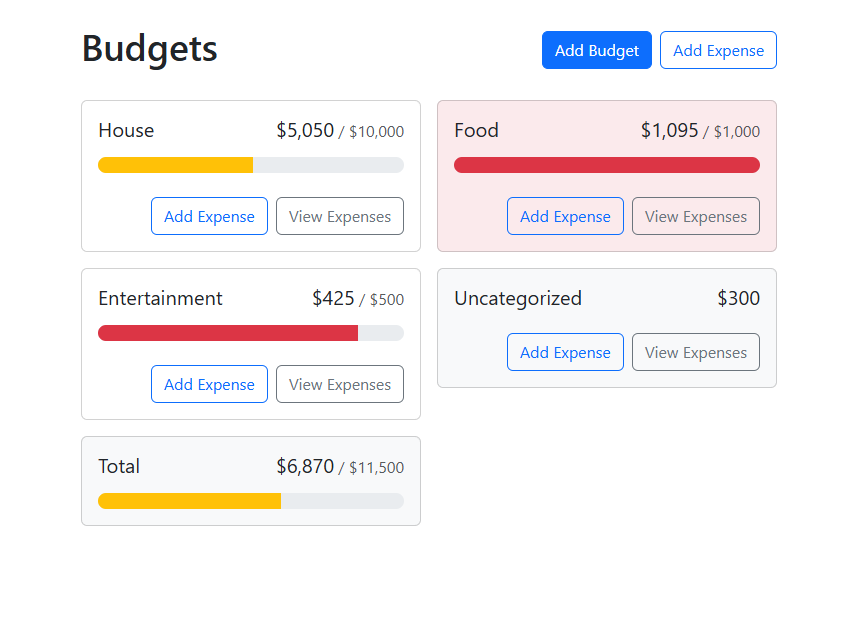 Budgets
Add Budget
Add Expense
House
$5,050 / $10,000
Add Expense
View Expenses
Food
$1,095 / $1,000
Add Expense
View Expenses
Entertainment
$425 / $500
Add Expense
View Expenses
Uncategorized
$300
Add Expense
View Expenses
Total
$6,870 / $11,500